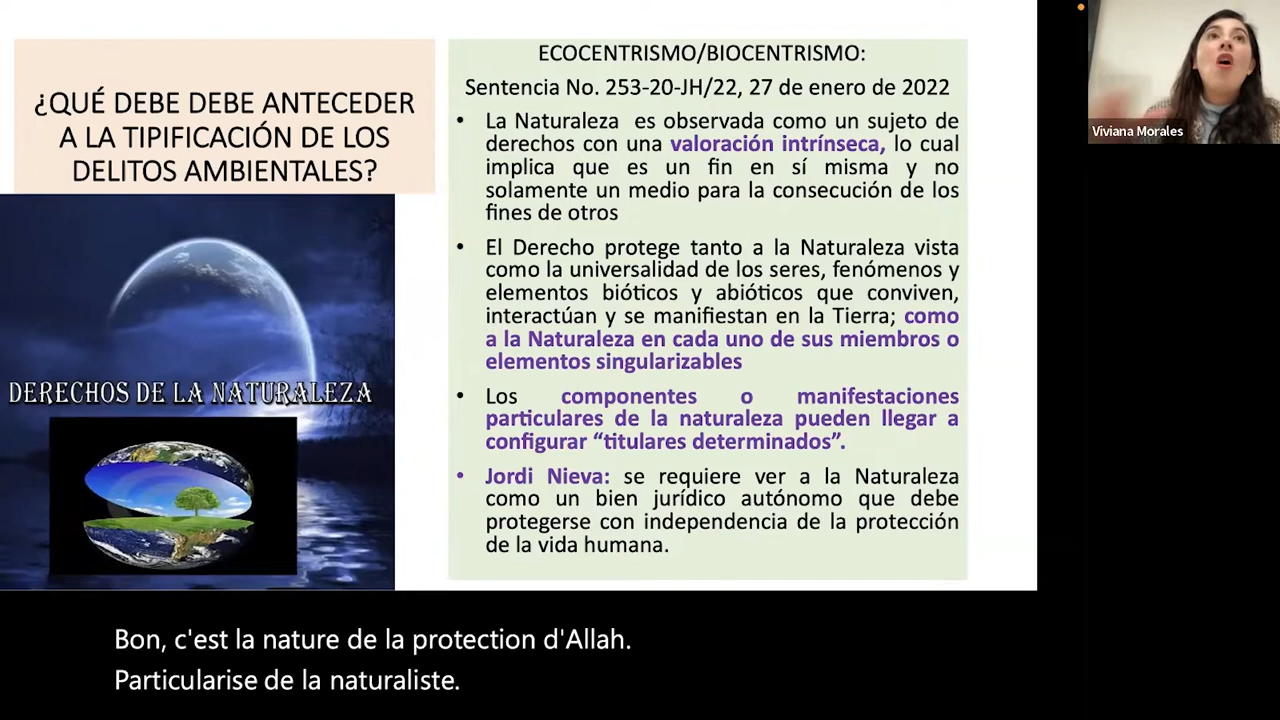 ¿QUÉ DEBE DEBE ANTECEDER
A LA TIPIFICACIÓN DE LOS
DELITOS AMBIENTALES?
DERECHOS DE LA NATURALEZA
ECOCENTRISMO/BIOCENTRISMO:
Sentencia No. 253-20-JH/22, 27 de enero de 2022
• La Naturaleza es observada como un sujeto de
derechos con una valoración intrínseca, lo cual
implica que es un fin en sí misma y no
solamente un medio para la consecución de los
fines de otros
• El Derecho protege tanto a la Naturaleza vista
como la universalidad de los seres, fenómenos y
elementos bióticos y abióticos que conviven,
interactúan y se manifiestan en la Tierra; como
a la Naturaleza en cada uno de sus miembros o
elementos singularizables
• Los componentes o manifestaciones
particulares de la naturaleza pueden llegar a
configurar “titulares determinados”.
• Jordi Nieva: se requiere ver a la Naturaleza
como un bien jurídico autónomo que debe
protegerse con independencia de la protección
de la vida humana.
Viviana Morales
Bon, c'est la nature de la protection d'Allah.
Particularise de la naturaliste.